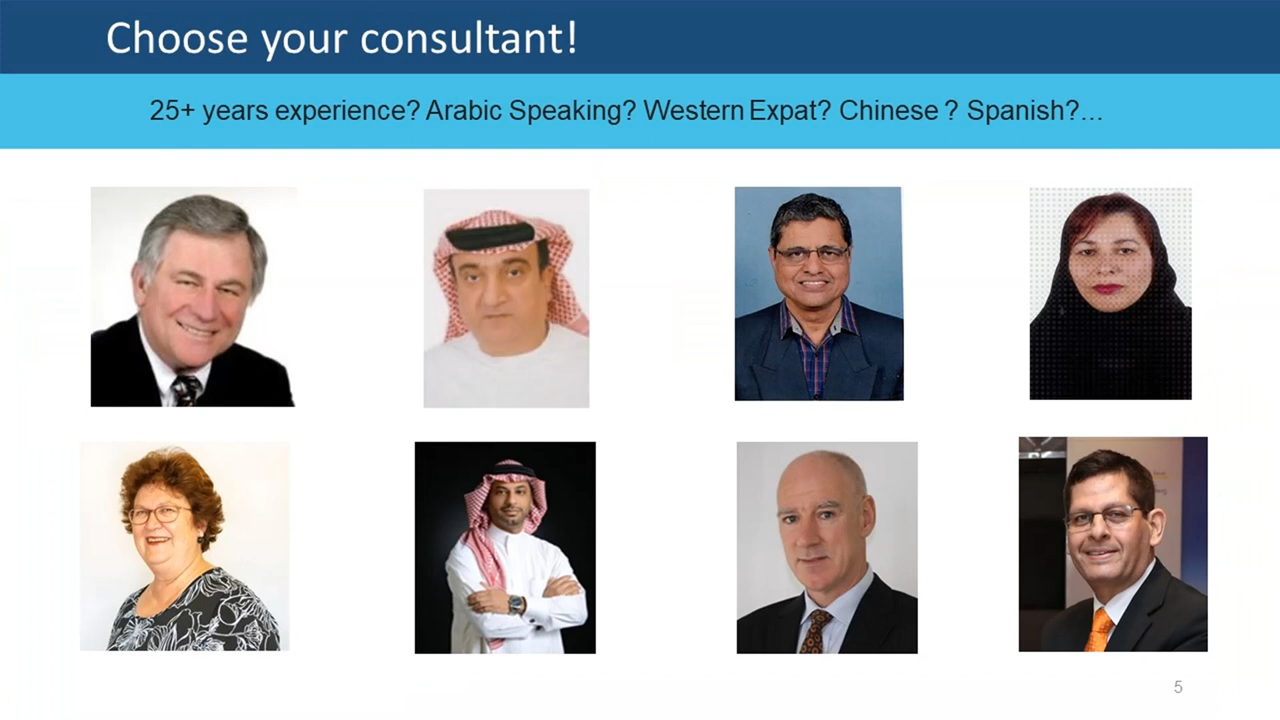 Choose your consultant!
25+ years experience? Arabic Speaking? Western Expat? Chinese ? Spanish?...
5